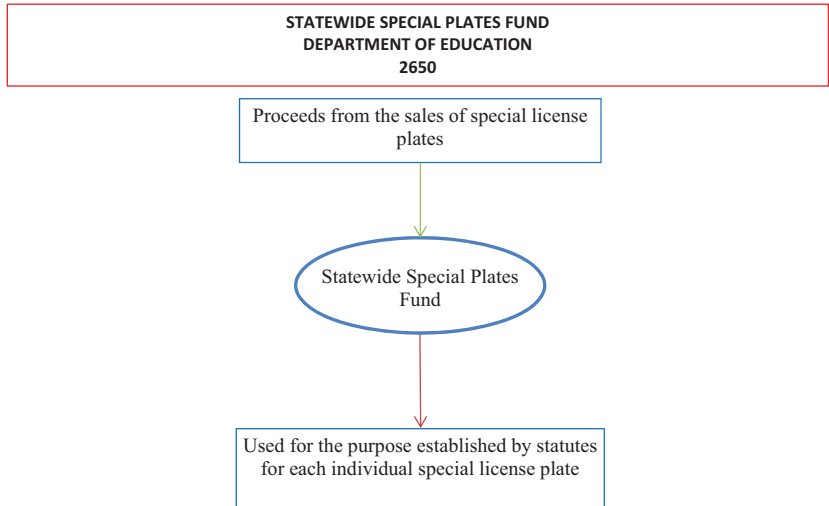 STATEWIDE SPECIAL PLATES FUND
DEPARTMENT OF EDUCATION
2650
Proceeds from the sales of special license
plates
Statewide Special Plates
Fund
Used for the purpose established by statutes
for each individual special license plate